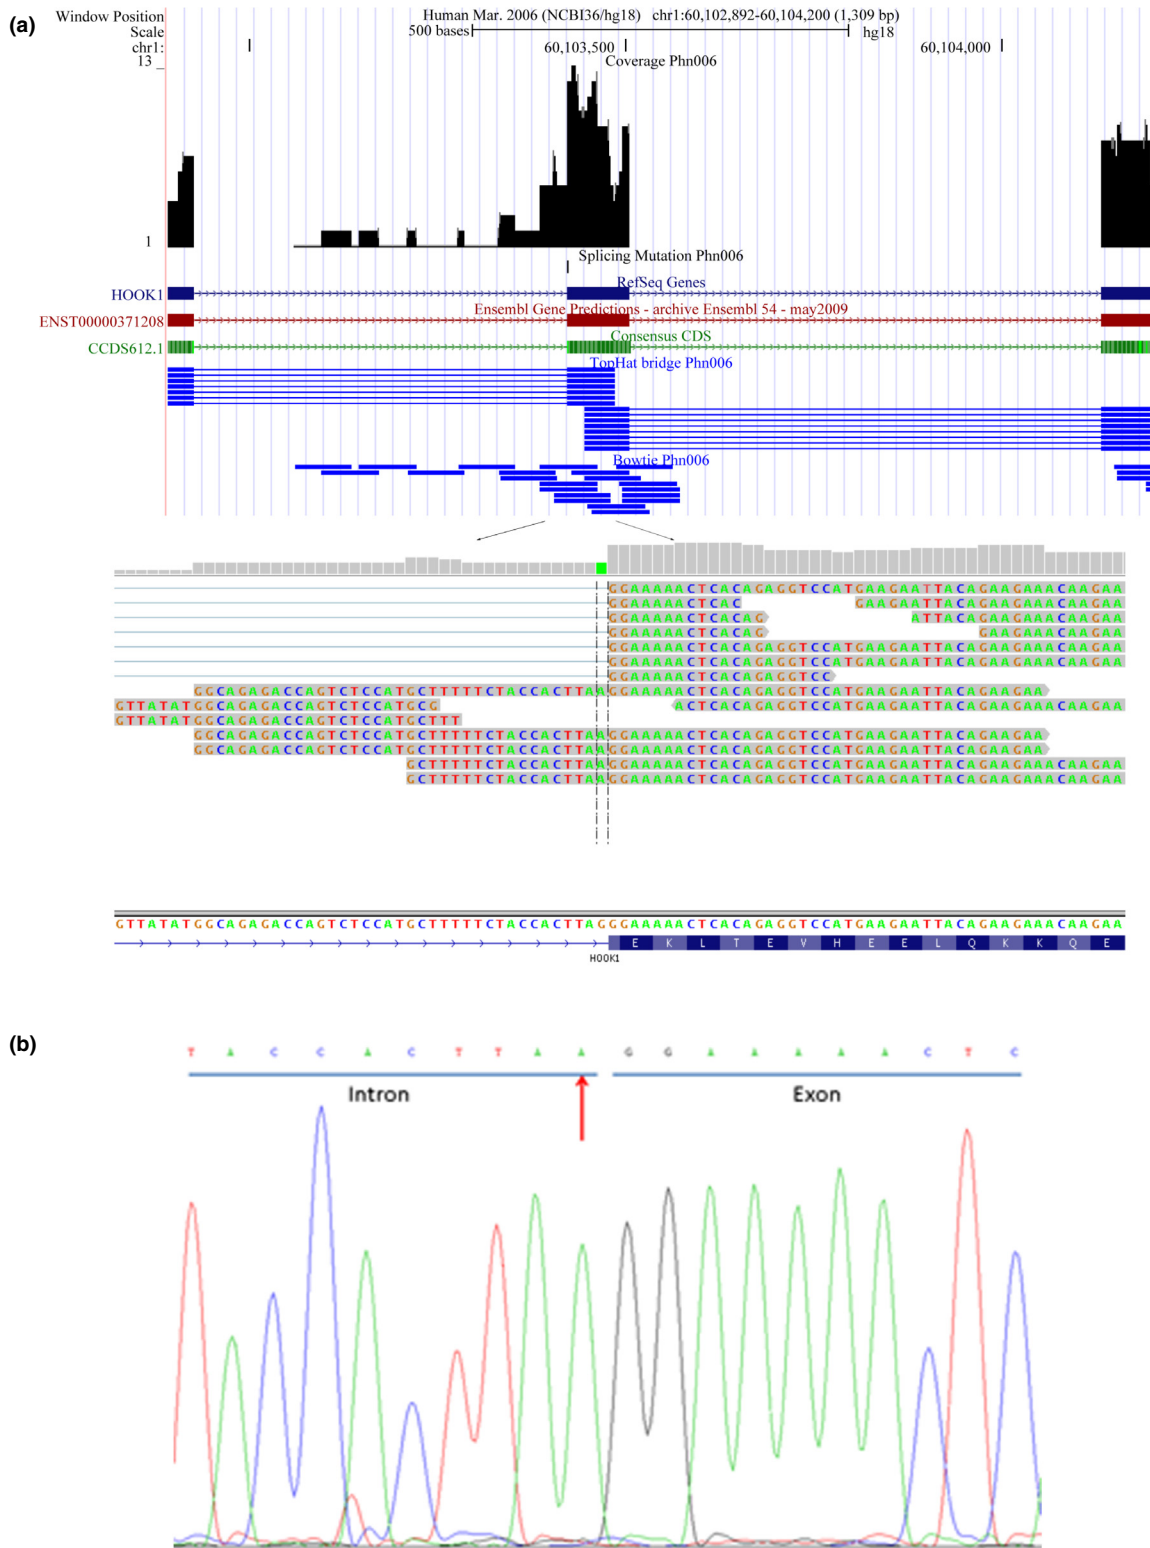 (a)
Window Position
Human Mar. 2006 (NCBI36/hg18) chr1:60,102,892-60,104,200 (1,309 bp)
Scale
500 bases
hg18
chr1:
60,103,500
60,104,000
13 _
Coverage Phn006
1
Splicing Mutation Phn006
RefSeq Genes
HOOK1
Ensembl Gene Predictions - archive Ensembl 54 - may2009
ENST00000371208
Consensus CDS
CCDS612.1
TopHat bridge Phn006
Bowtie Phn006
GGAAAAACTCACAGAGGTCCATGAAGAATTACAGAAGAAACAAGAA
GGAAAAACTCAC GAAGAATTACAGAAGAAACAAGAA
GGAAAAACTCACAG ATTACAGAAGAAACAAGAA
GGAAAAACTCACAG GAAGAAACAAGAA
GGAAAAACTCACAGAGGTCCATGAAGAATTACAGAAGAAACAAGAA
GGAAAAACTCACAGAGGTCCATGAAGAATTACAGAAGAAACAAGAA
GGAAAAACTCACAGAGGTCC
GGCAGAGACCAGTCTCCATGCTTTTTCTACCACTTAAGGAAAAACTCACAGAGGTCCATGAAGAATTACAGAAGAA
GTTATATGGCAGAGACCAGTCTCCATGCG ACTCACAGAGGTCCATGAAGAATTACAGAAGAAACAAGAA
GTTATATGGCAGAGACCAGTCTCCATGCTTT
GGCAGAGACCAGTCTCCATGCTTTTTCTACCACTTAAGGAAAAACTCACAGAGGTCCATGAAGAATTACAGAAGAA
GGCAGAGACCAGTCTCCATGCTTTTTCTACCACTTAAGGAAAAACTCACAGAGGTCCATGAAGAATTACAGAAGAA
GCTTTTTCTACCACTTAAGGAAAAACTCACAGAGGTCCATGAAGAATTACAGAAGAAACAAGAA
GCTTTTTCTACCACTTAAGGAAAAACTCACAGAGGTCCATGAAGAATTACAGAAGAAACAAGAA
GTTATATGGCAGAGACCAGTCTCCATGCTTTTTCTACCACTTAGGGAAAAACTCACAGAGGTCCATGAAGAATTACAGAAGAAACAAGAA
E K L T E V H E E L Q K K Q E
HOOK1
(b)
T A C C A C T T A A G G A A A A A C T C
Intron
Exon